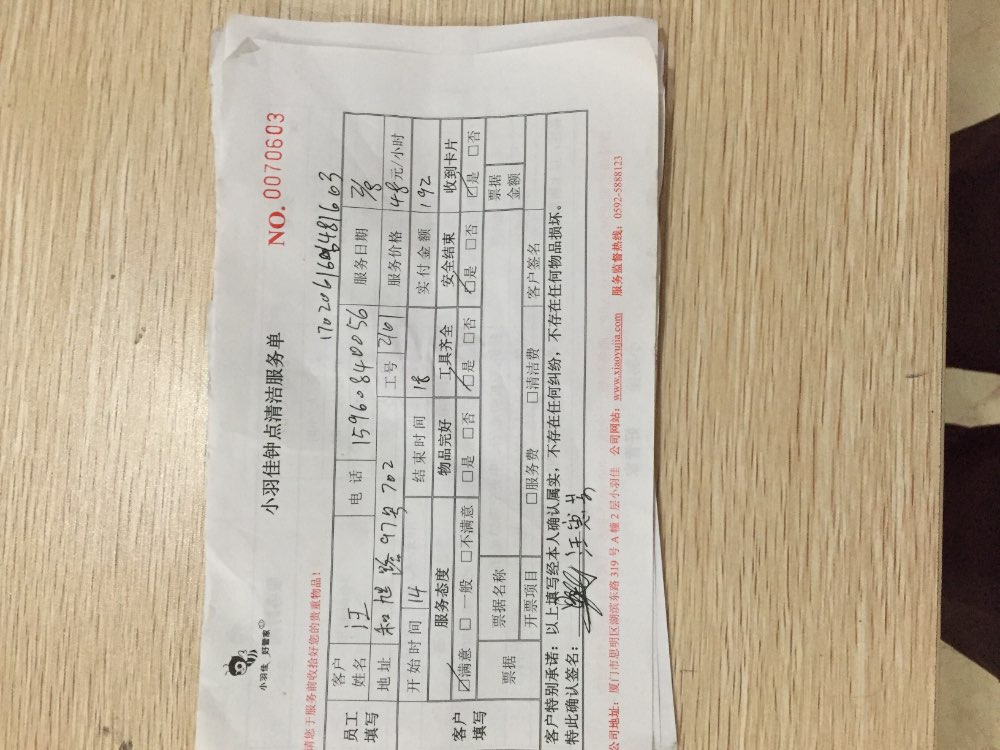 小羽佳 好管家
小羽佳钟点清洁服务单
NO. 0070603
请您于服务前收拾好您的贵重物品!
员工填写
客户姓名 汪 电话 15960840056 服务日期
地址 和旭路97号702 工号 216 服务价格 48元/小时
开始时间 14 结束时间 18 实付金额 192
客户填写
服务态度 物品完好 工具齐全 安全结束 收到卡片
☑满意 □一般 □不满意 □是 □否 ☑是 □否 ☑是 □否 ☑是 □否
票据 票据名称 票据金额
开票项目 □服务费 □清洁费 客户签名
客户特别承诺:以上填写经本人确认属实,不存在任何纠纷,不存在任何物品损坏。
特此确认签名:
公司地址:厦门市思明区湖滨东路 319 号 A 幢 2 层小羽佳 公司网站:www.xiaoyujia.com 服务监督热线:0592-5888123